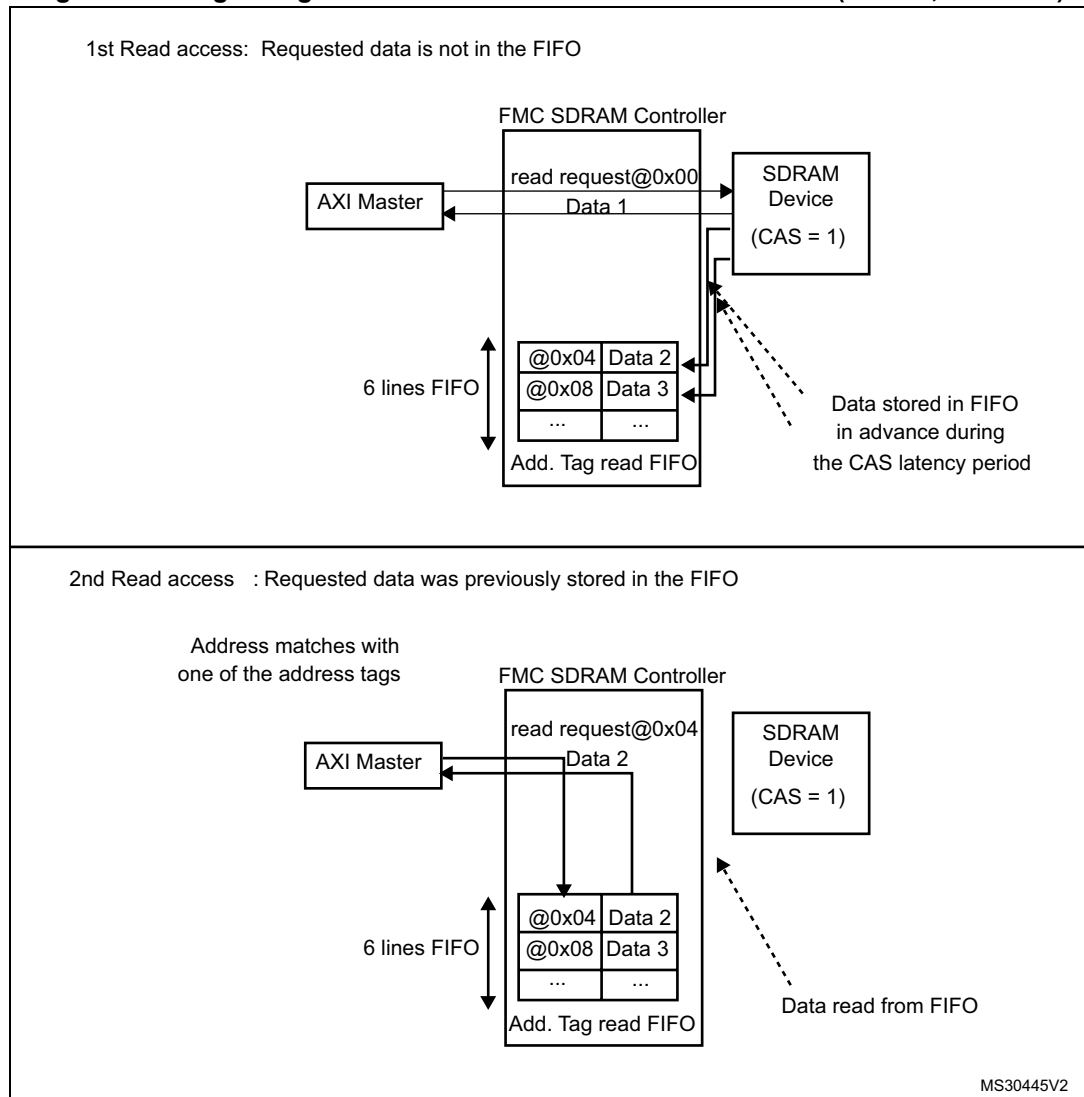 1st Read access: Requested data is not in the FIFO
FMC SDRAM Controller
read request@0x00
Data 1
AXI Master
SDRAM
Device
(CAS = 1)
@0x04 Data 2
@0x08 Data 3
... ...
6 lines FIFO
Add. Tag read FIFO
Data stored in FIFO
in advance during
the CAS latency period
2nd Read access : Requested data was previously stored in the FIFO
Address matches with
one of the address tags
FMC SDRAM Controller
read request@0x04
Data 2
AXI Master
SDRAM
Device
(CAS = 1)
@0x04 Data 2
@0x08 Data 3
... ...
6 lines FIFO
Add. Tag read FIFO
Data read from FIFO
MS30445V2